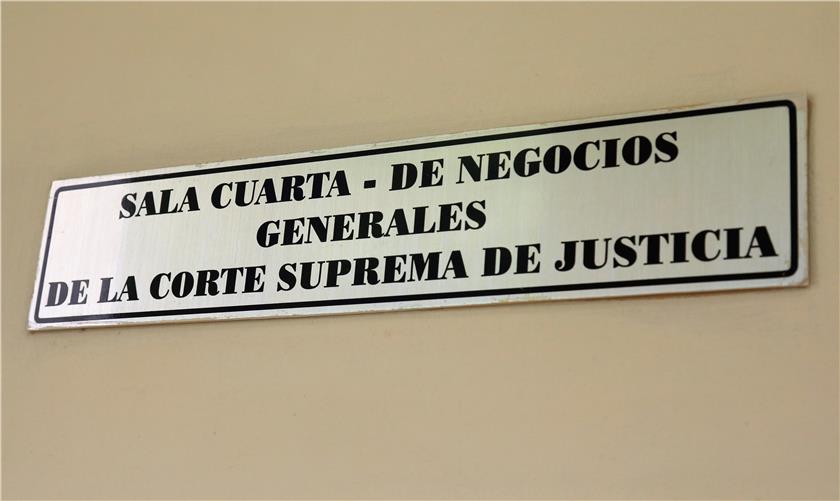 SALA CUARTA - DE NEGOCIOS
GENERALES
DE LA CORTE SUPREMA DE JUSTICIA